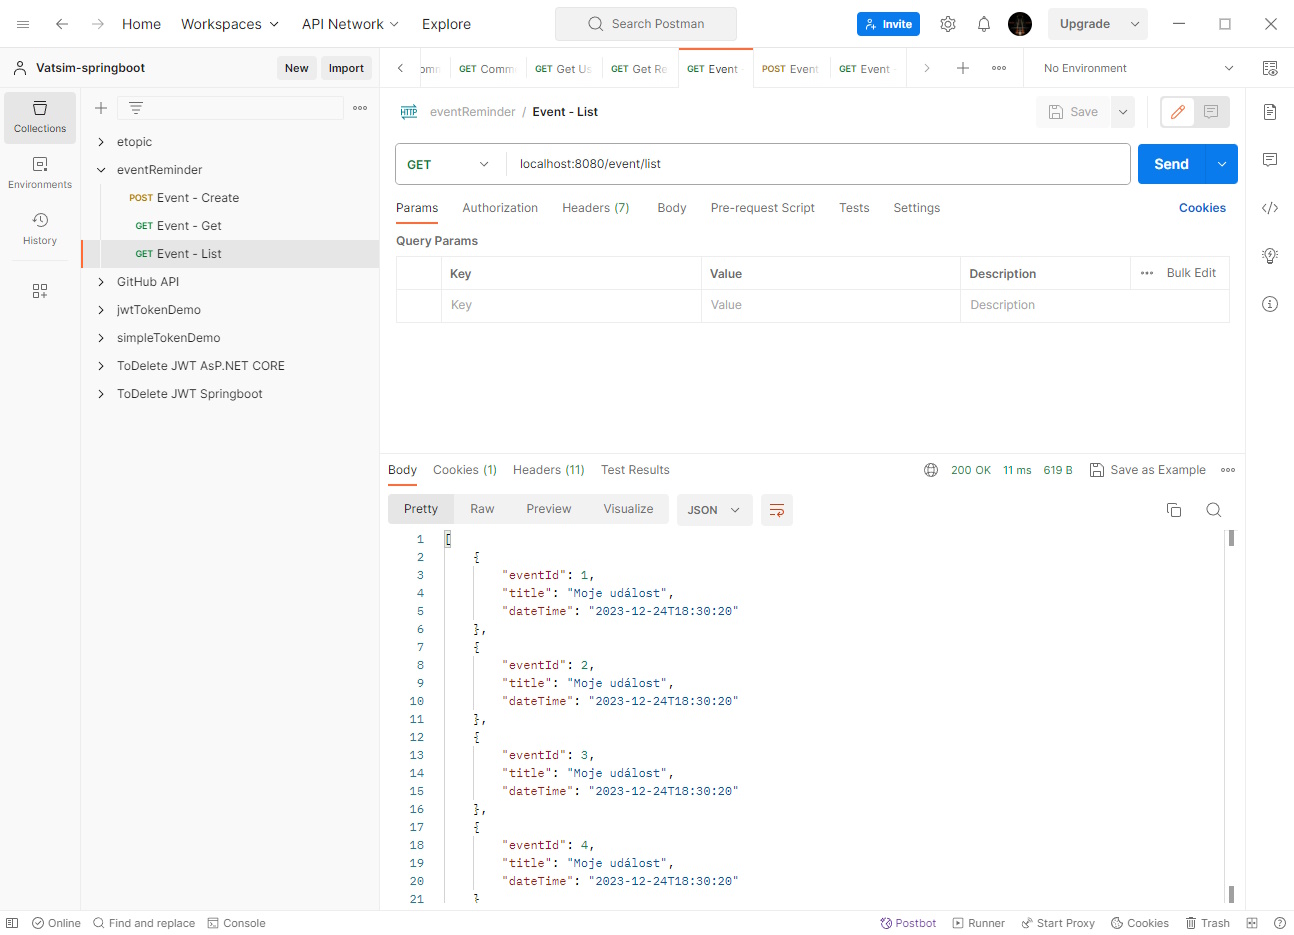 Home Workspaces API Network Explore Search Postman Invite Upgrade
Vatsim-springboot New Import
GET Comm GET Get Us GET Get Re GET Event POST Event GET Event No Environment
Collections
Environments
History
etopic
eventReminder
POST Event - Create
GET Event - Get
GET Event - List
GitHub API
jwtTokenDemo
simpleTokenDemo
ToDelete JWT AsP.NET CORE
ToDelete JWT Springboot
HTTP eventReminder / Event - List Save
GET localhost:8080/event/list Send
Params Authorization Headers (7) Body Pre-request Script Tests Settings Cookies
Query Params
Key Value Description Bulk Edit
Key Value Description
Body Cookies (1) Headers (11) Test Results 200 OK 11 ms 619 B Save as Example
Pretty Raw Preview Visualize JSON
1 [
2 {
3 "eventId": 1,
4 "title": "Moje událost",
5 "dateTime": "2023-12-24T18:30:20"
6 },
7 {
8 "eventId": 2,
9 "title": "Moje událost",
10 "dateTime": "2023-12-24T18:30:20"
11 },
12 {
13 "eventId": 3,
14 "title": "Moje událost",
15 "dateTime": "2023-12-24T18:30:20"
16 },
17 {
18 "eventId": 4,
19 "title": "Moje událost",
20 "dateTime": "2023-12-24T18:30:20"
21 }
Online Find and replace Console Postbot Runner Start Proxy Cookies Trash